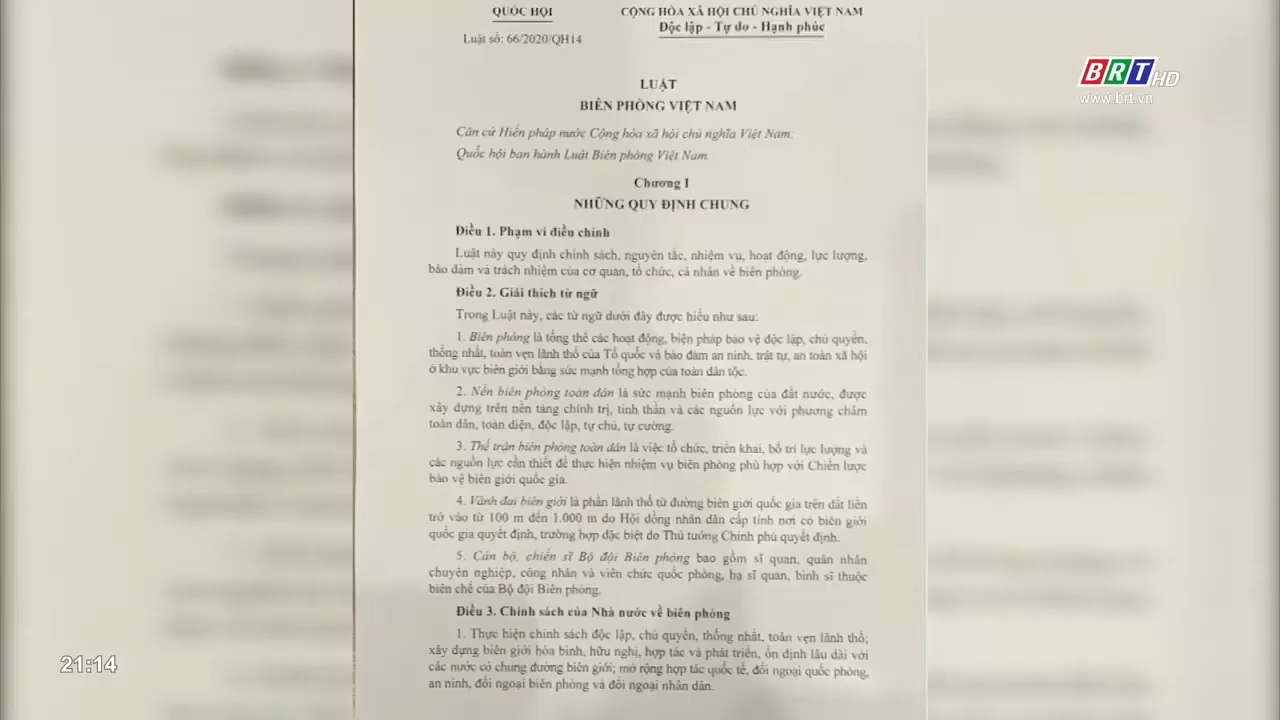 QUỐC HỘI
CỘNG HÒA XÃ HỘI CHỦ NGHĨA VIỆT NAM
Độc lập - Tự do - Hạnh phúc
Luật số: 66/2020/QH14
BRT HD
www.brt.vn
LUẬT
BIÊN PHÒNG VIỆT NAM
Căn cứ Hiến pháp nước Cộng hòa xã hội chủ nghĩa Việt Nam;
Quốc hội ban hành Luật Biên phòng Việt Nam.
Chương I
NHỮNG QUY ĐỊNH CHUNG
Điều 1. Phạm vi điều chỉnh
Luật này quy định chính sách, nguyên tắc, nhiệm vụ, hoạt động, lực lượng,
bảo đảm và trách nhiệm của cơ quan, tổ chức, cá nhân về biên phòng.
Điều 2. Giải thích từ ngữ
Trong Luật này, các từ ngữ dưới đây được hiểu như sau:
1. Biên phòng là tổng thể các hoạt động, biện pháp bảo vệ độc lập, chủ quyền,
thống nhất, toàn vẹn lãnh thổ của Tổ quốc và bảo đảm an ninh, trật tự, an toàn xã hội
ở khu vực biên giới bằng sức mạnh tổng hợp của toàn dân tộc.
2. Nền biên phòng toàn dân là sức mạnh biên phòng của đất nước, được
xây dựng trên nền tảng chính trị, tinh thần và các nguồn lực với phương châm
toàn dân, toàn diện, độc lập, tự chủ, tự cường.
3. Thế trận biên phòng toàn dân là việc tổ chức, triển khai, bố trí lực lượng và
các nguồn lực cần thiết để thực hiện nhiệm vụ biên phòng phù hợp với Chiến lược
bảo vệ biên giới quốc gia.
4. Vành đai biên giới là phần lãnh thổ từ đường biên giới quốc gia trên đất liền
trở vào từ 100 m đến 1.000 m do Hội đồng nhân dân cấp tỉnh nơi có biên giới
quốc gia quyết định, trường hợp đặc biệt do Thủ tướng Chính phủ quyết định.
5. Cán bộ, chiến sĩ Bộ đội Biên phòng bao gồm sĩ quan, quân nhân
chuyên nghiệp, công nhân và viên chức quốc phòng, hạ sĩ quan, binh sĩ thuộc
biên chế của Bộ đội Biên phòng.
Điều 3. Chính sách của Nhà nước về biên phòng
1. Thực hiện chính sách độc lập, chủ quyền, thống nhất, toàn vẹn lãnh thổ;
xây dựng biên giới hòa bình, hữu nghị, hợp tác và phát triển, ổn định lâu dài với
các nước có chung đường biên giới; mở rộng hợp tác quốc tế, đối ngoại quốc phòng,
an ninh, đối ngoại biên phòng và đối ngoại nhân dân.
21:14